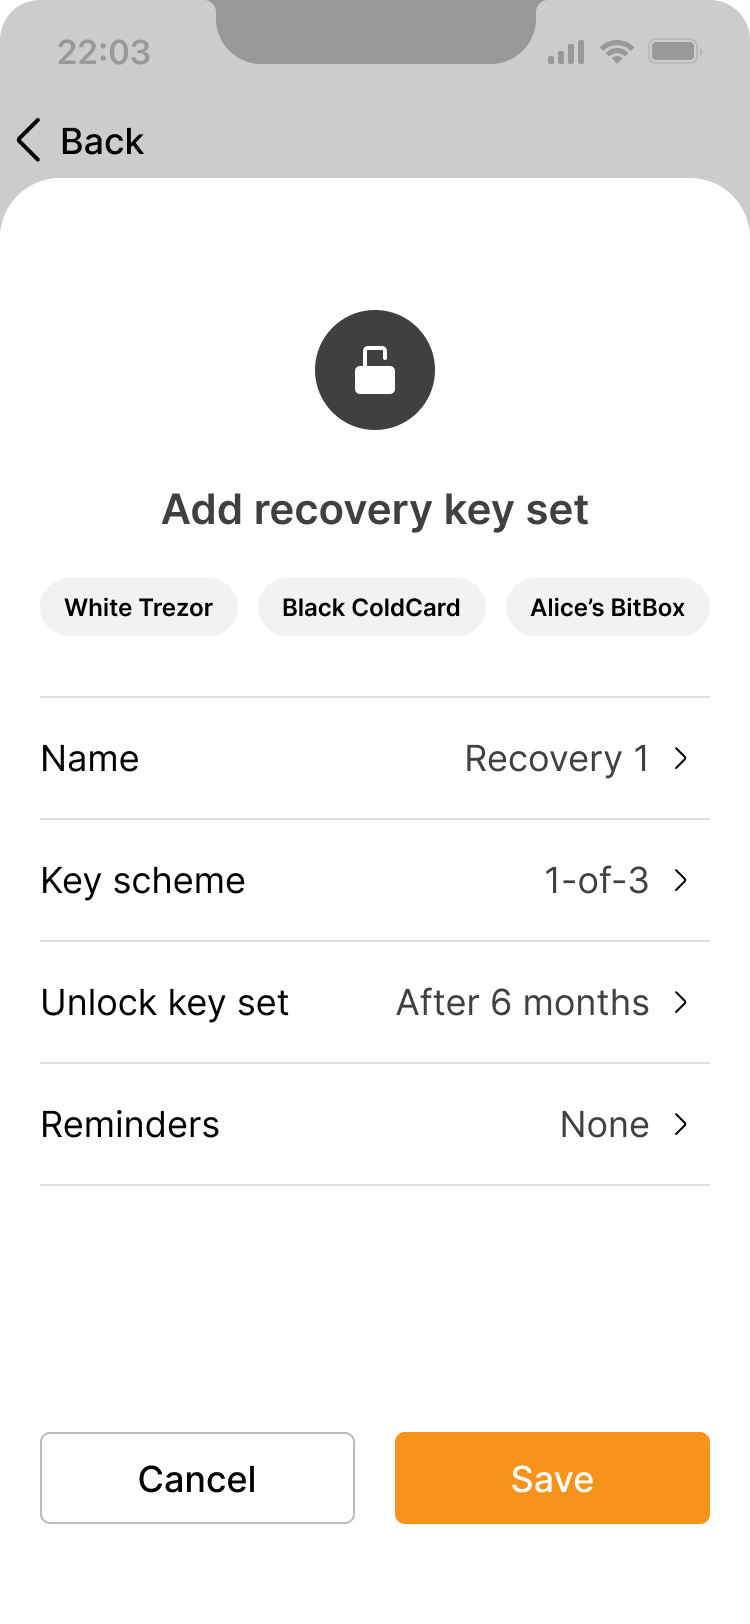 22:03
Back
Add recovery key set
White Trezor Black ColdCard Alice’s BitBox
Name Recovery 1
Key scheme 1-of-3
Unlock key set After 6 months
Reminders None
Cancel Save